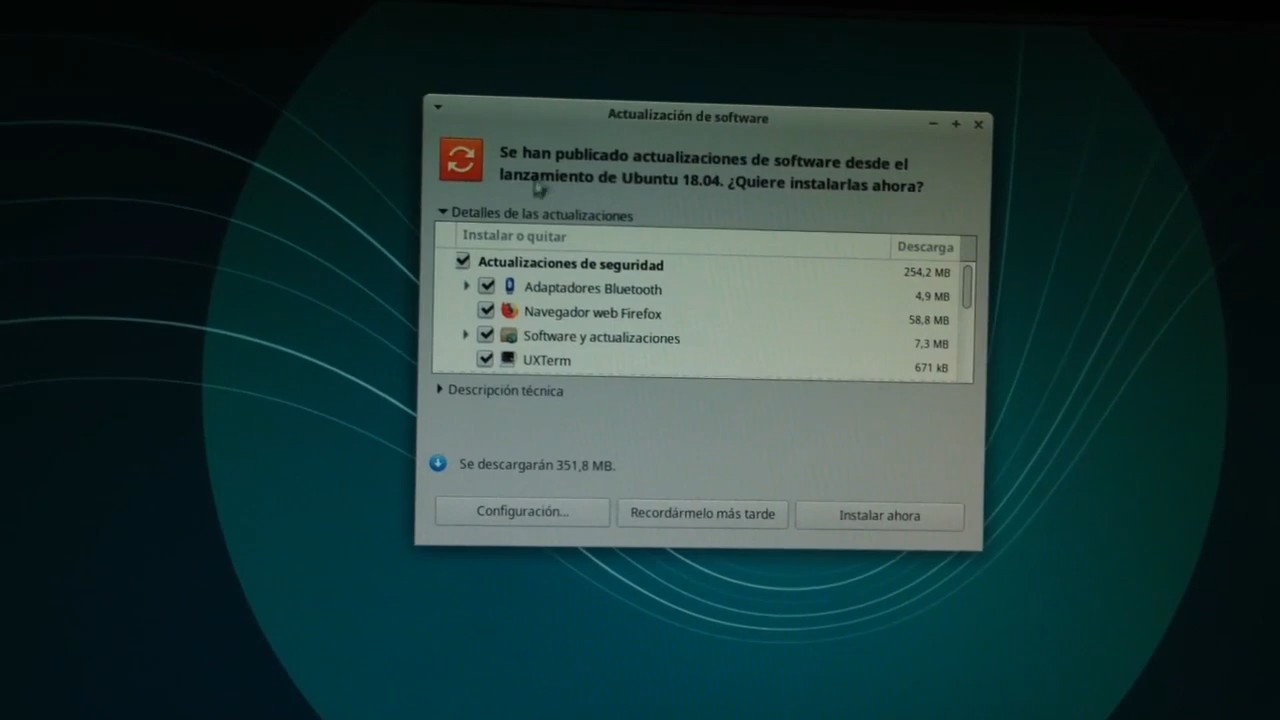 Actualización de software
Se han publicado actualizaciones de software desde el
lanzamiento de Ubuntu 18.04. ¿Quiere instalarlas ahora?
Detalles de las actualizaciones
Instalar o quitar Descarga
Actualizaciones de seguridad 254,2 MB
Adaptadores Bluetooth 4,9 MB
Navegador web Firefox 58,8 MB
Software y actualizaciones 7,3 MB
UXTerm 671 kB
Descripción técnica
Se descargarán 351,8 MB.
Configuración... Recordármelo más tarde Instalar ahora